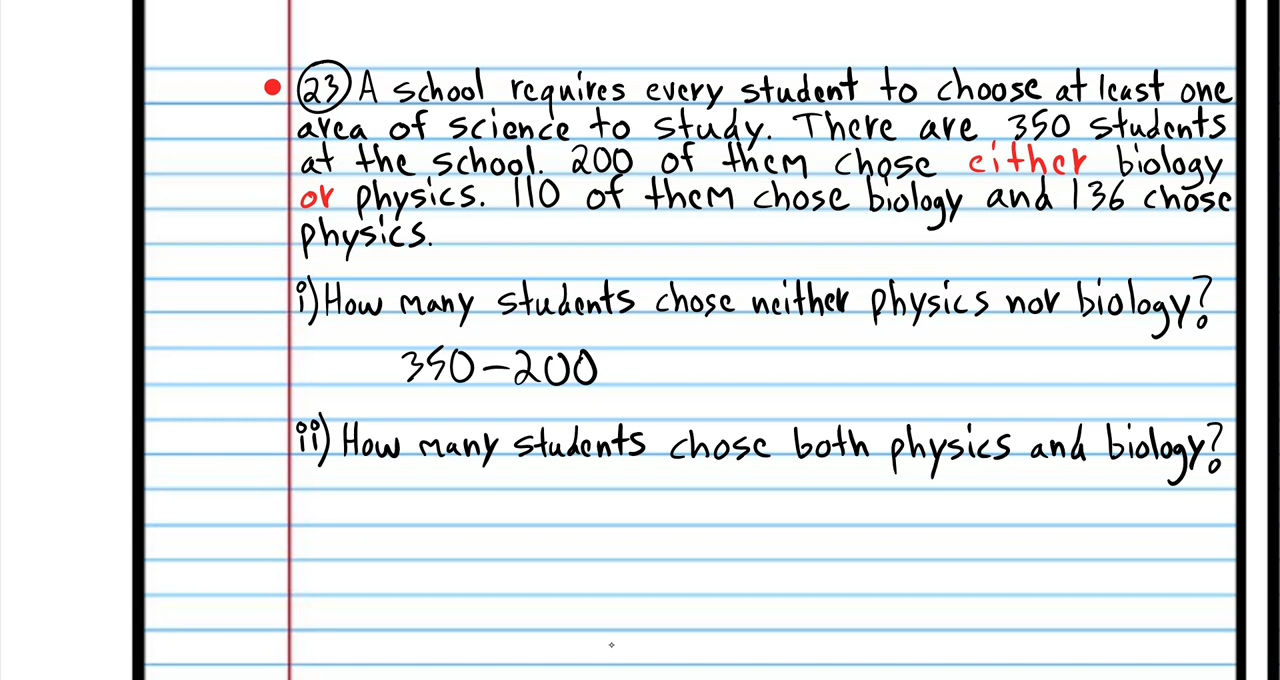 23 A school requires every student to choose at least one
area of science to study. There are 350 students
at the school. 200 of them chose either biology
or physics. 110 of them chose biology and 136 chose
physics.
i) How many students chose neither physics nor biology?
350-200
ii) How many students chose both physics and biology?